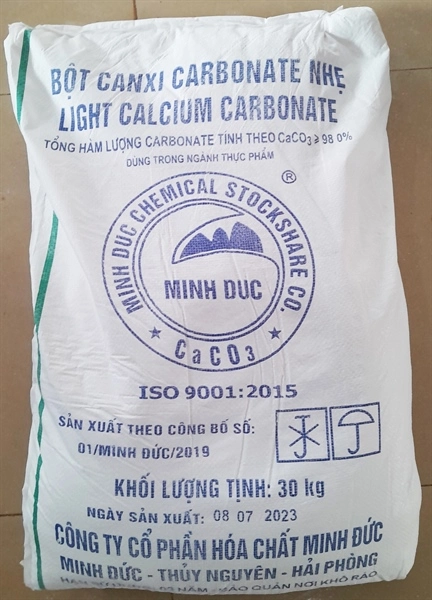 BỘT CANXI CARBONATE NHẸ
LIGHT CALCIUM CARBONATE
TỔNG HÀM LƯỢNG CARBONATE TÍNH THEO CaCO3 ≥ 98.0%
DÙNG TRONG NGÀNH THỰC PHẨM
®
MINH DUC CHEMICAL STOCKSHARE CO.
MINH DUC
★ CaCO3 ★
ISO 9001:2015
SẢN XUẤT THEO CÔNG BỐ SỐ:
01/MINH ĐỨC/2019
KHỐI LƯỢNG TỊNH: 30 kg
NGÀY SẢN XUẤT: 08 07 2023
CÔNG TY CỔ PHẦN HÓA CHẤT MINH ĐỨC
MINH ĐỨC - THỦY NGUYÊN - HẢI PHÒNG
NƠI KHÔ RÁO